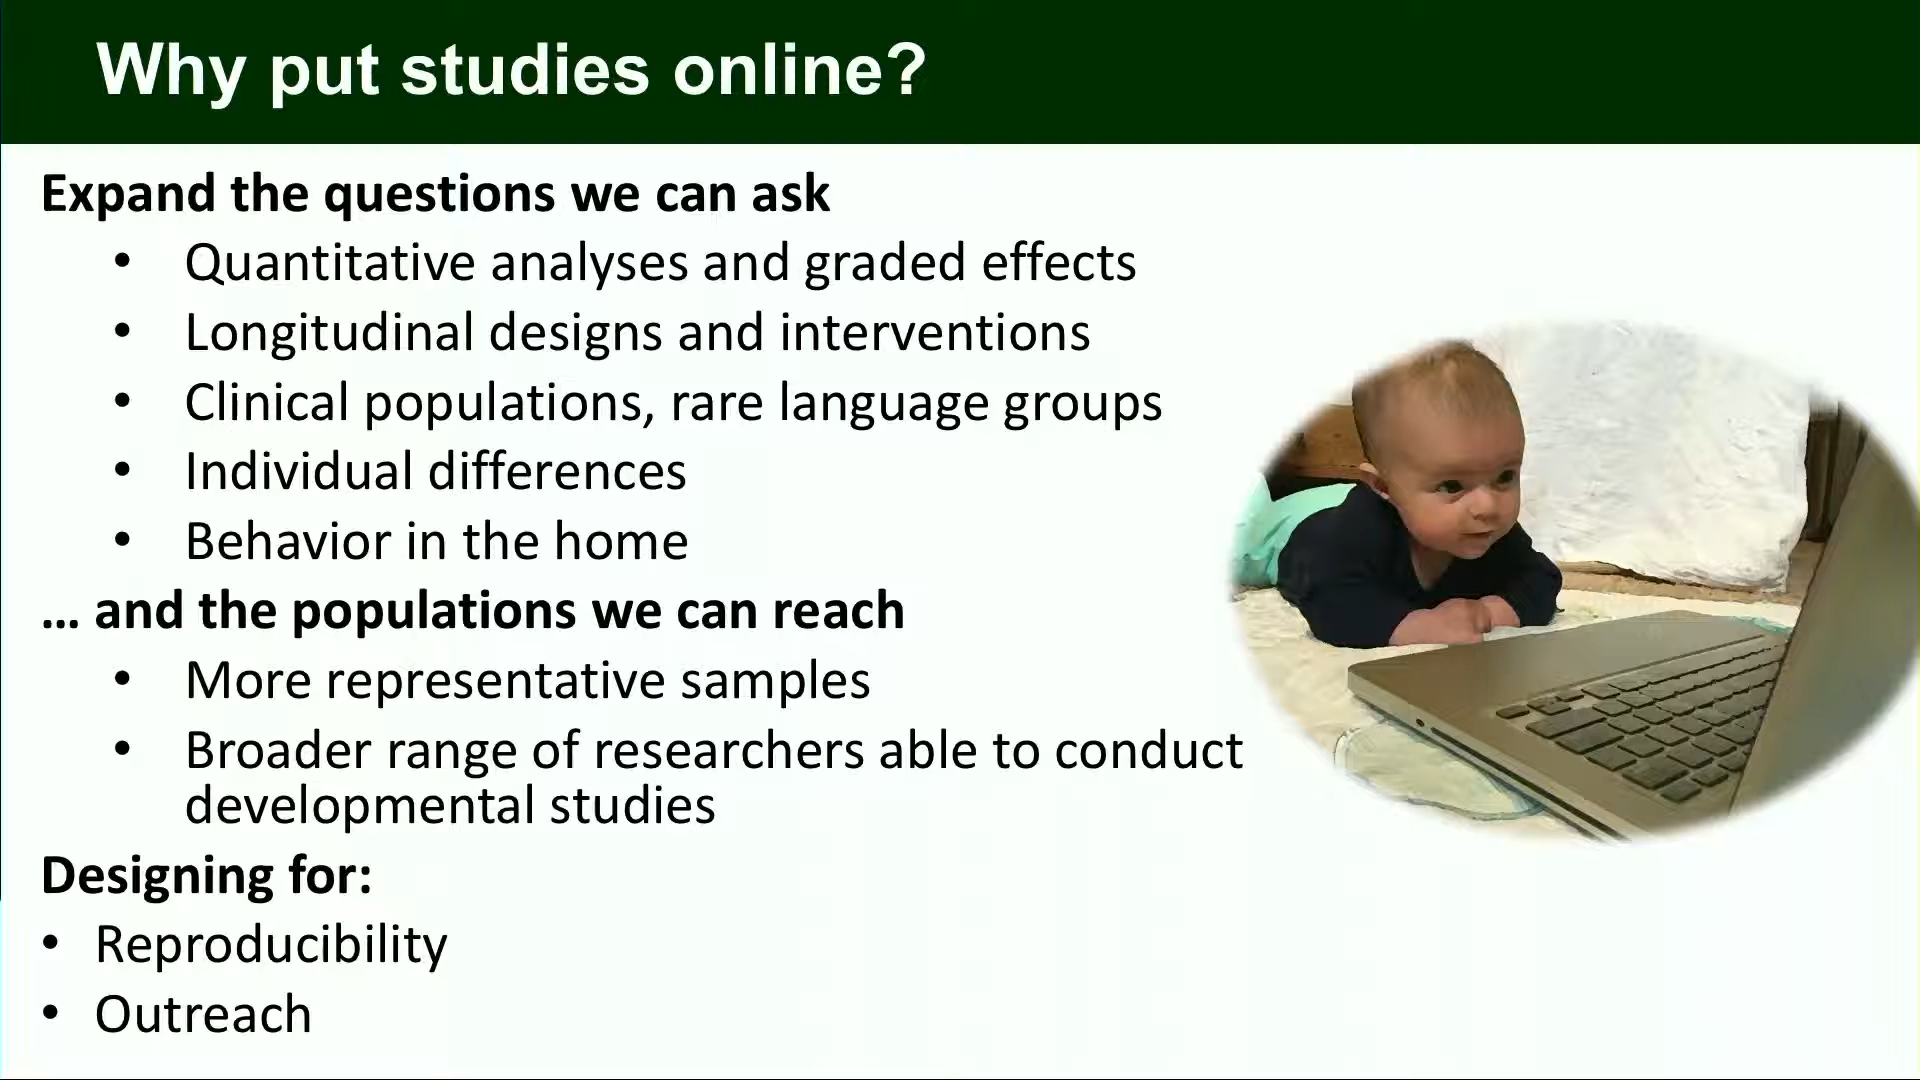 Why put studies online?
Expand the questions we can ask
• Quantitative analyses and graded effects
• Longitudinal designs and interventions
• Clinical populations, rare language groups
• Individual differences
• Behavior in the home
… and the populations we can reach
• More representative samples
• Broader range of researchers able to conduct
developmental studies
Designing for:
• Reproducibility
• Outreach